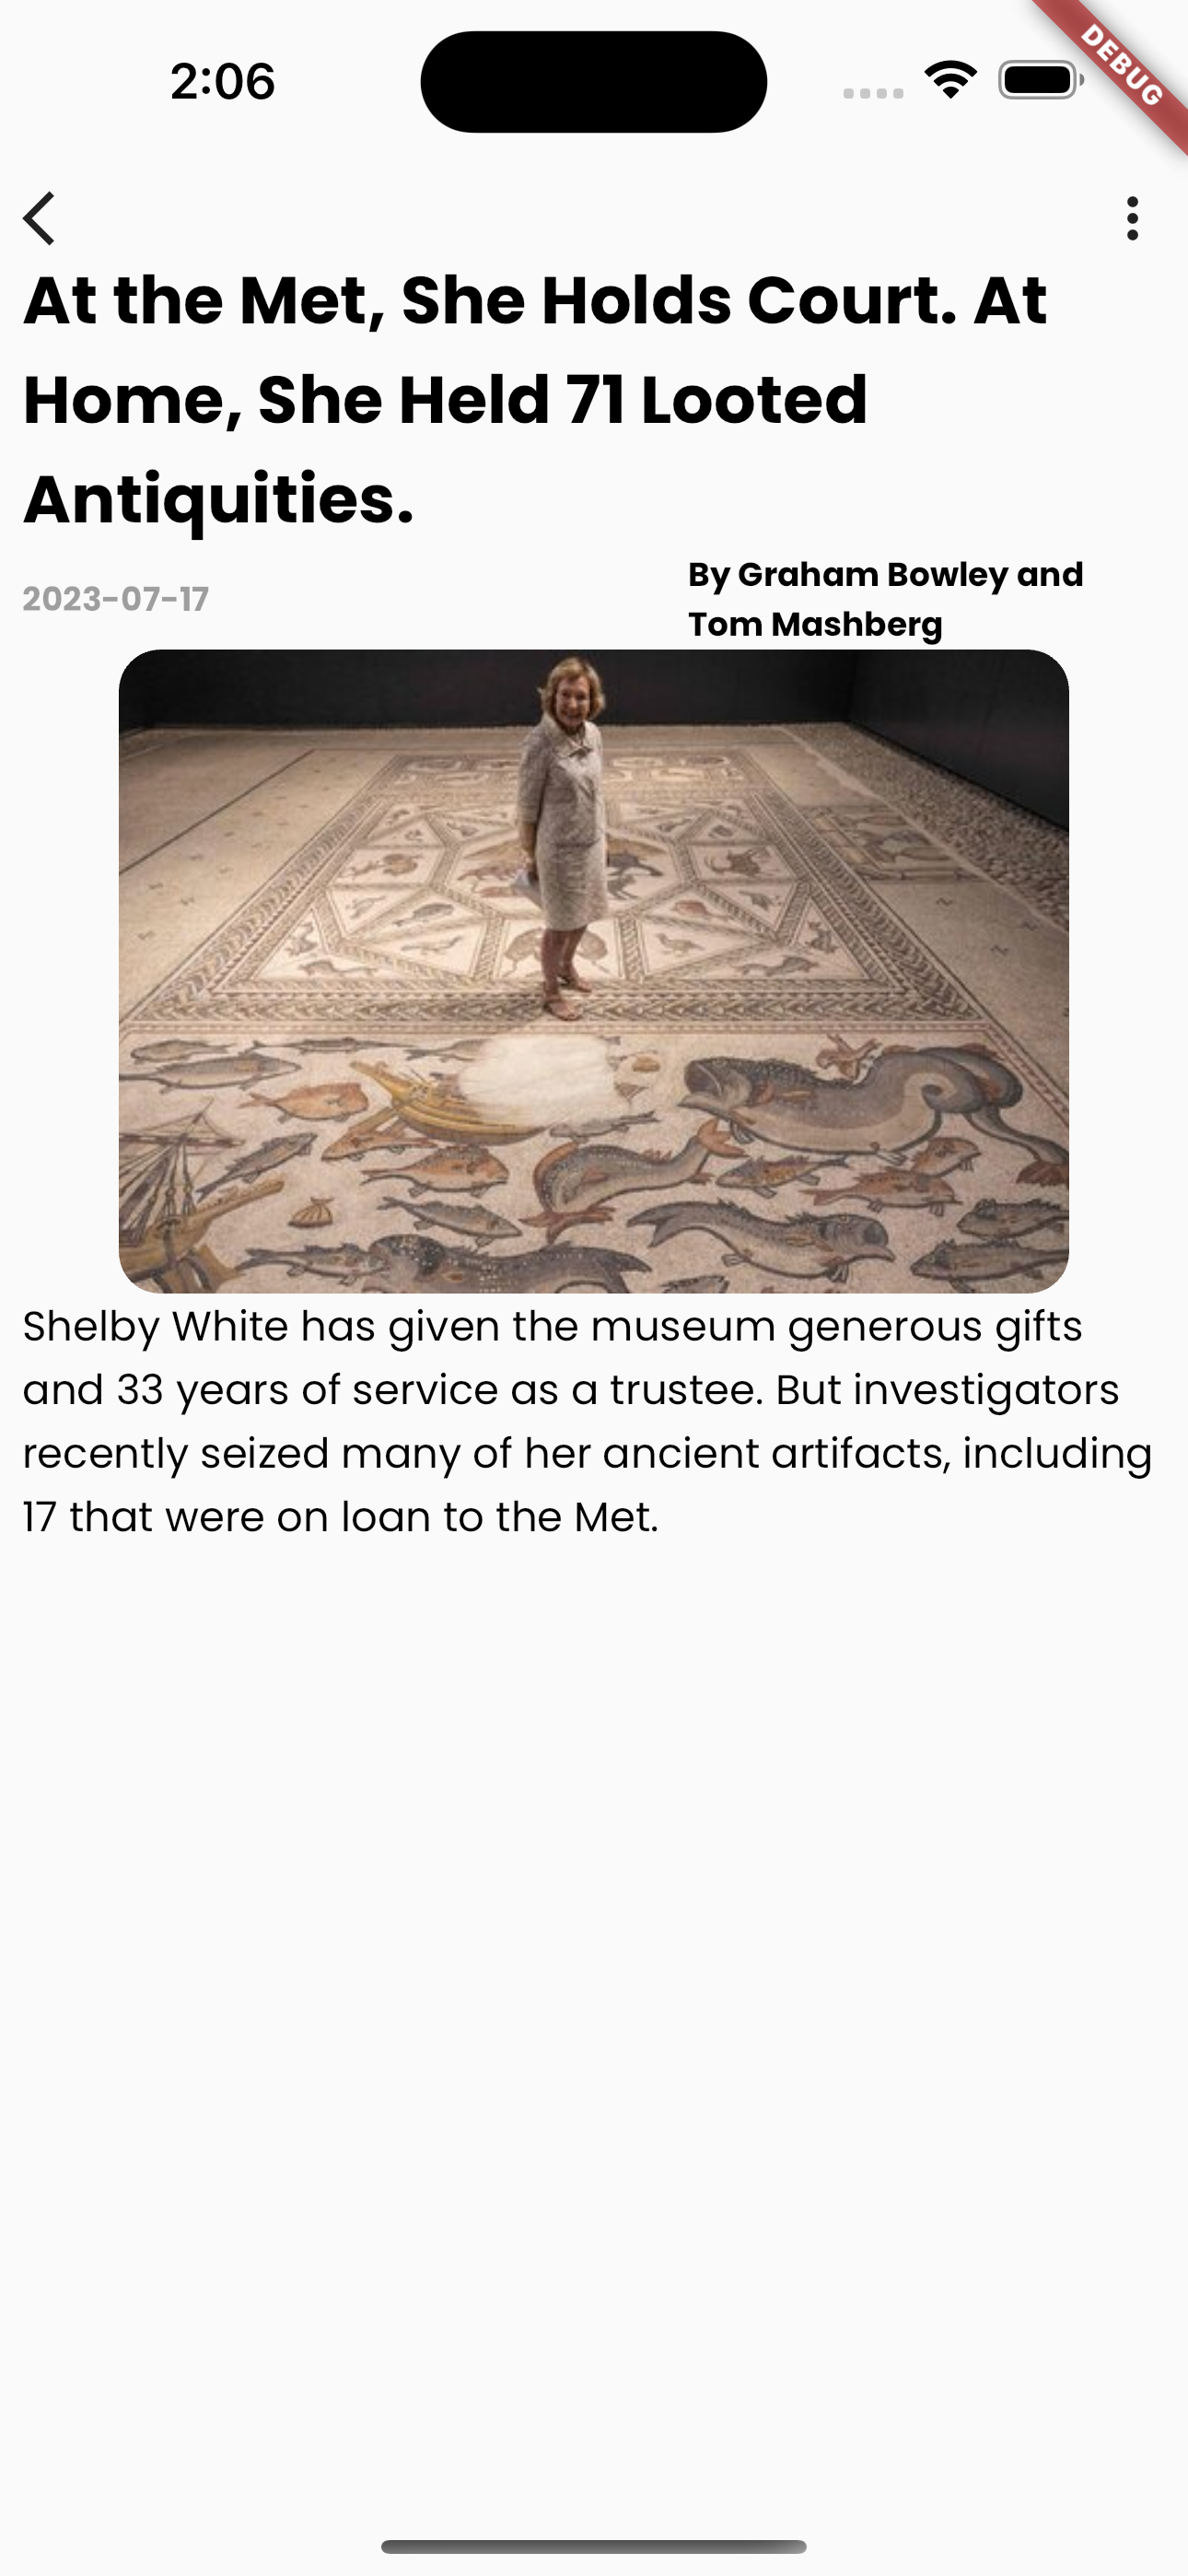 2:06
DEBUG
At the Met, She Holds Court. At
Home, She Held 71 Looted
Antiquities.
2023-07-17
By Graham Bowley and
Tom Mashberg
Shelby White has given the museum generous gifts
and 33 years of service as a trustee. But investigators
recently seized many of her ancient artifacts, including
17 that were on loan to the Met.